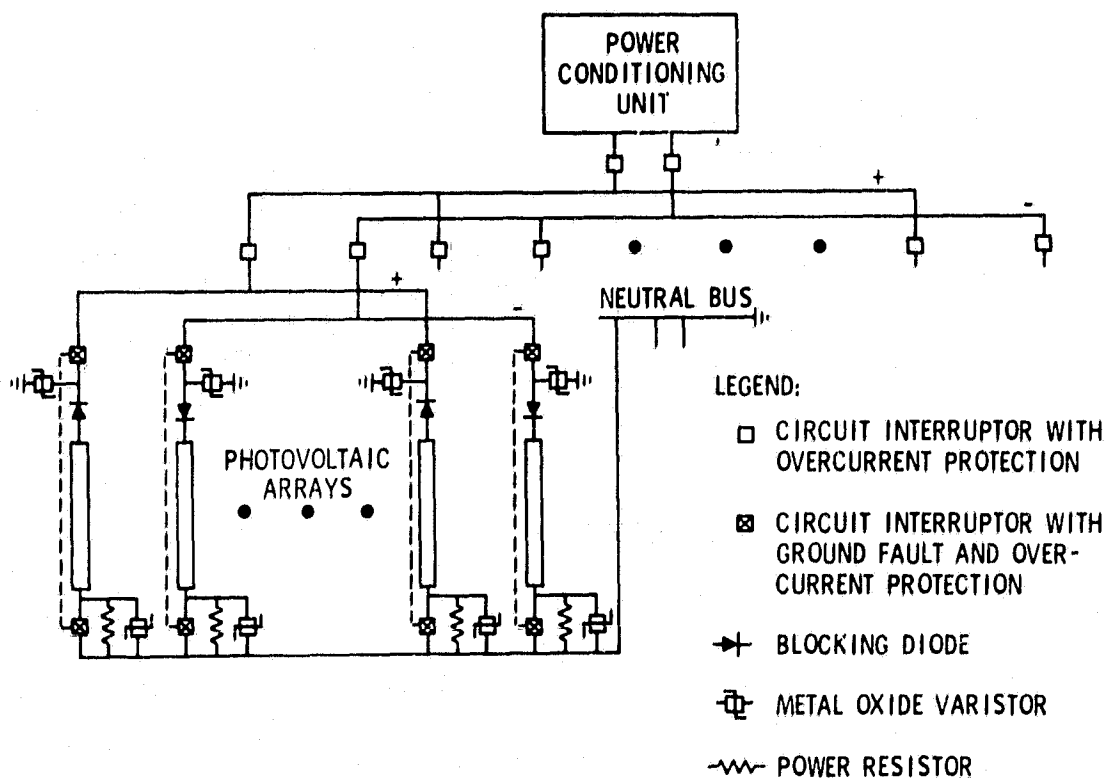 POWER
CONDITIONING
UNIT
+
-
+
-
NEUTRAL BUS
PHOTOVOLTAIC
ARRAYS
LEGEND:
CIRCUIT INTERRUPTOR WITH
OVERCURRENT PROTECTION
CIRCUIT INTERRUPTOR WITH
GROUND FAULT AND OVER-
CURRENT PROTECTION
BLOCKING DIODE
METAL OXIDE VARISTOR
POWER RESISTOR